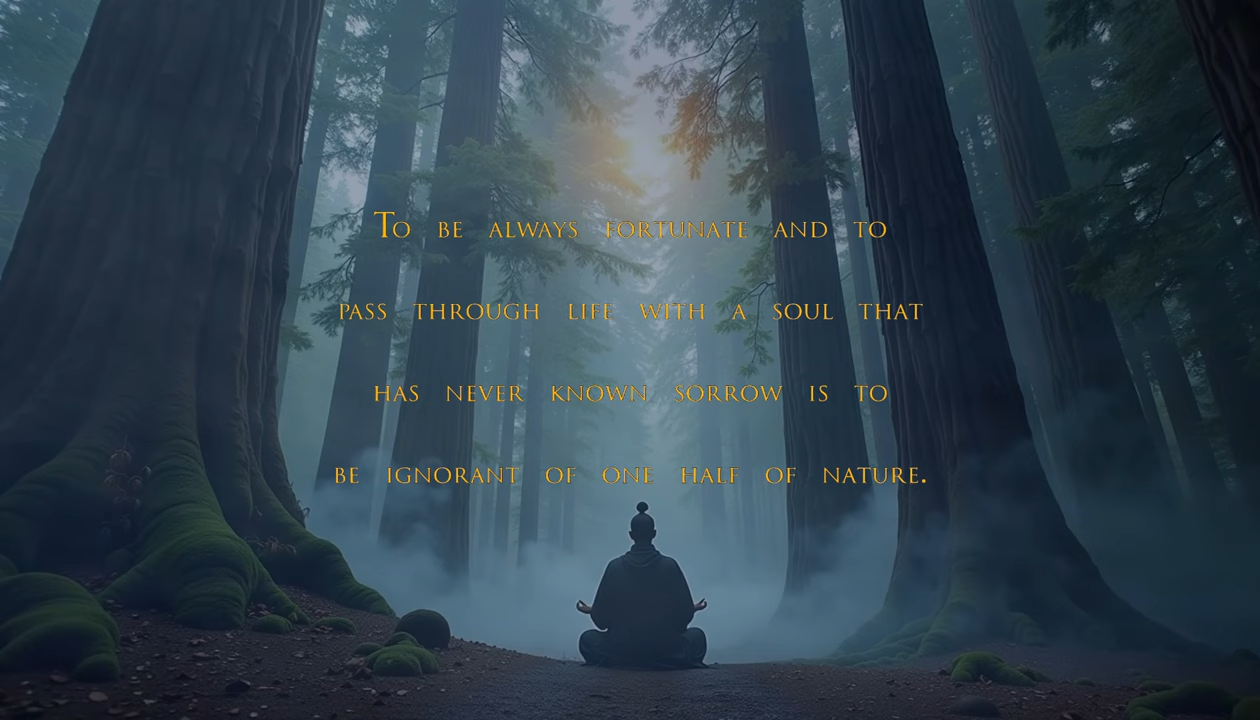 To be always fortunate and to
pass through life with a soul that
has never known sorrow is to
be ignorant of one half of nature.